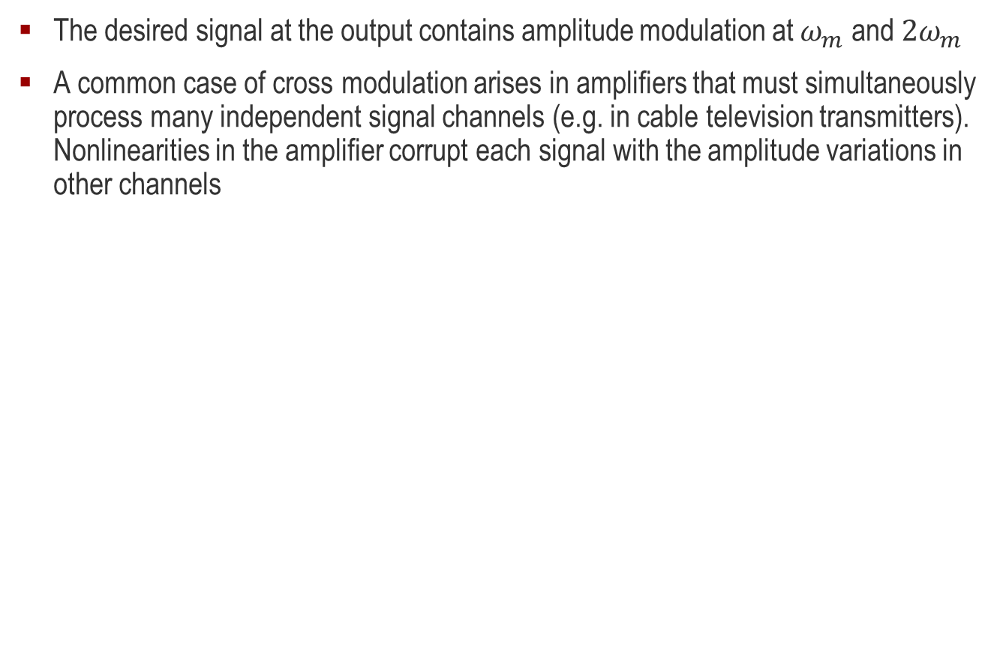 ▪ The desired signal at the output contains amplitude modulation at ωₘ and 2ωₘ
▪ A common case of cross modulation arises in amplifiers that must simultaneously
process many independent signal channels (e.g. in cable television transmitters).
Nonlinearities in the amplifier corrupt each signal with the amplitude variations in
other channels